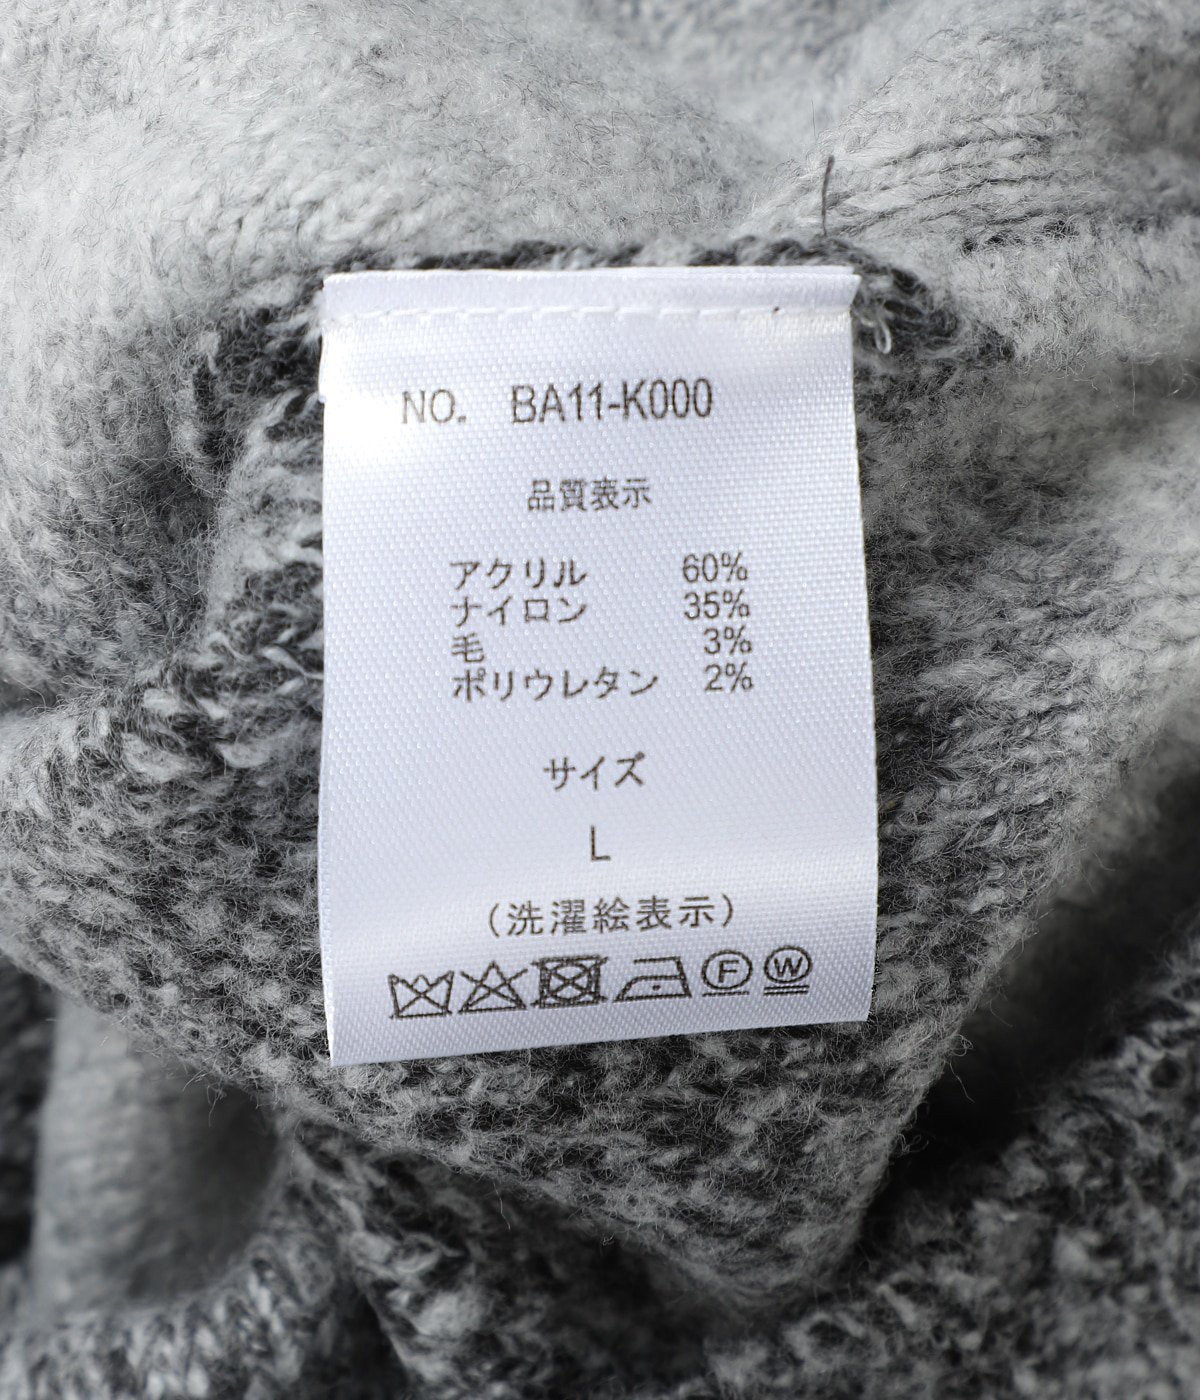 NO. BA11-K000
品質表示
アクリル 60%
ナイロン 35%
毛 3%
ポリウレタン 2%
サイズ
L
(洗濯絵表示)
F W